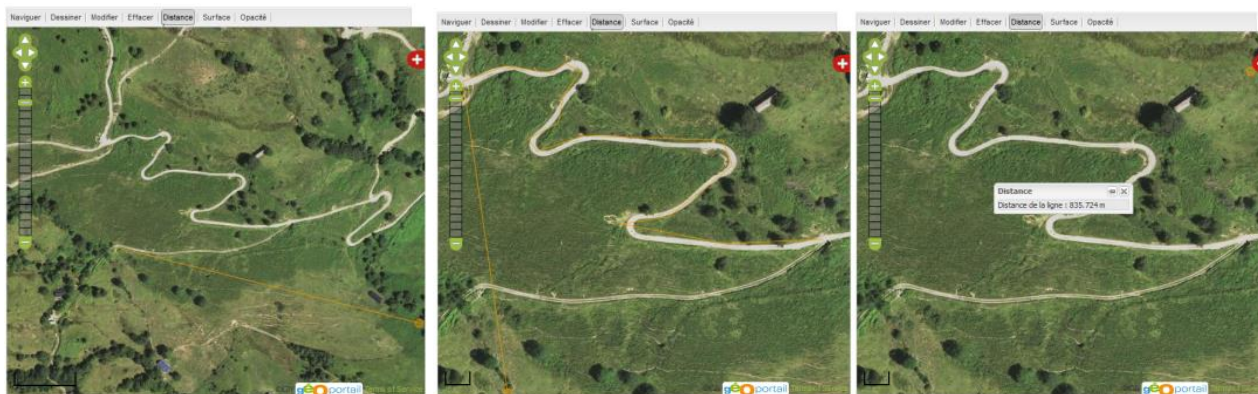 Naviguer Dessiner Modifier Effacer Distance Surface Opacité
géoportail
Naviguer Dessiner Modifier Effacer Distance Surface Opacité
géoportail
Naviguer Dessiner Modifier Effacer Distance Surface Opacité
Distance
Distance de la ligne : 835.724 m
géoportail